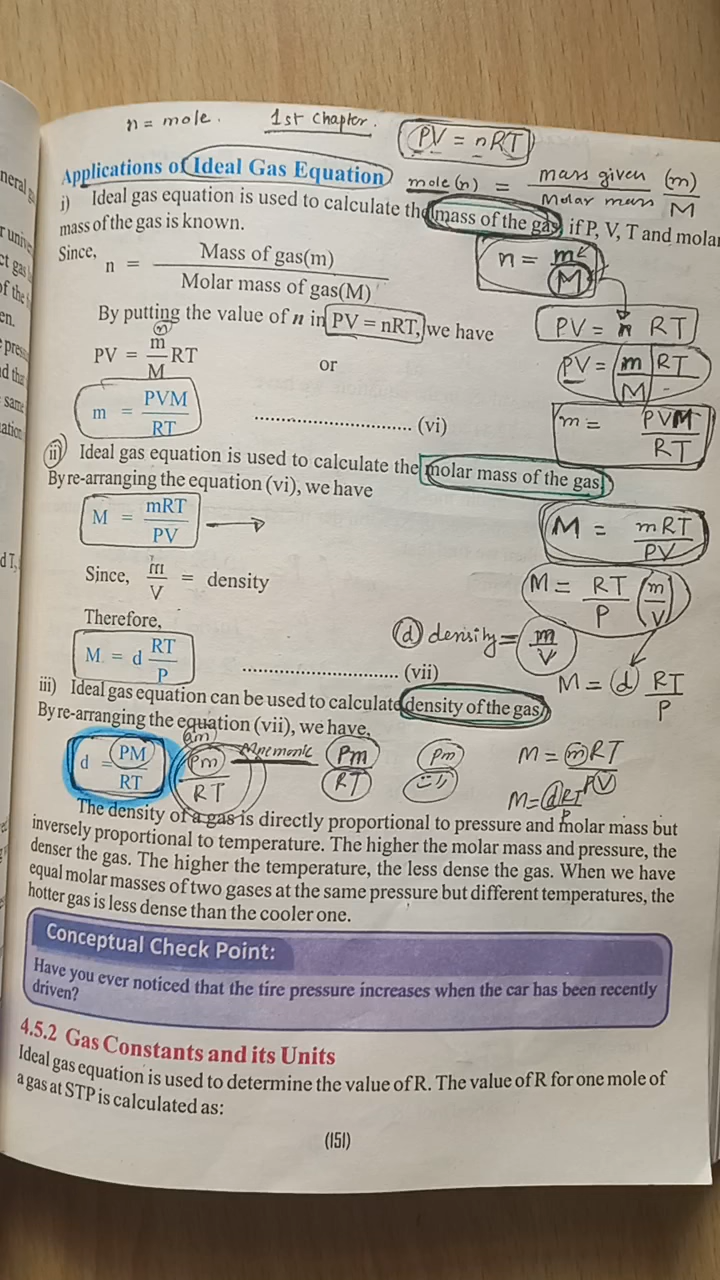 n = mole. 1st Chapter. PV = nRT
Applications of Ideal Gas Equation
mole (n) = mass given (m)
Molar mass M
i) Ideal gas equation is used to calculate the mass of the gas, if P, V, T and molar
mass of the gas is known.
Since,
n = Mass of gas(m)
Molar mass of gas(M)
n = m
M
By putting the value of n in PV = nRT, we have
PV = n RT
(n)
PV = m RT
M
or
PV = m RT
M
m = PVM
RT
(vi)
m = PVM
RT
ii) Ideal gas equation is used to calculate the molar mass of the gas.
By re-arranging the equation (vi), we have
M = mRT
PV
M = mRT
PV
Since, m = density
V
M = RT (m
P V)
Therefore,
(d) density = m
V
M = d RT
P
(vii)
M = (d) RT
P
iii) Ideal gas equation can be used to calculate density of the gas
By re-arranging the equation (vii), we have,
d = PM
RT
(am)
Pm
RT
Mnemonic
Pm
RT
Pm
M = mRT
PV
M = dRT
P
The density of a gas is directly proportional to pressure and molar mass but
inversely proportional to temperature. The higher the molar mass and pressure, the
denser the gas. The higher the temperature, the less dense the gas. When we have
equal molar masses of two gases at the same pressure but different temperatures, the
hotter gas is less dense than the cooler one.
Conceptual Check Point:
Have you ever noticed that the tire pressure increases when the car has been recently
driven?
4.5.2 Gas Constants and its Units
Ideal gas equation is used to determine the value of R. The value of R for one mole of
a gas at STP is calculated as:
(151)